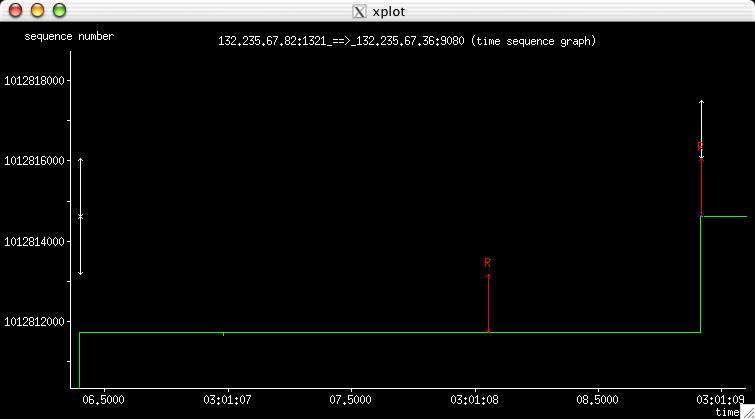 xplot
sequence number
132.235.67.82:1321_==>_132.235.67.36:9080 (time sequence graph)
1012818000
1012816000
R
1012814000
R
1012812000
06.5000 03:01:07 07.5000 03:01:08 08.5000 03:01:09
time